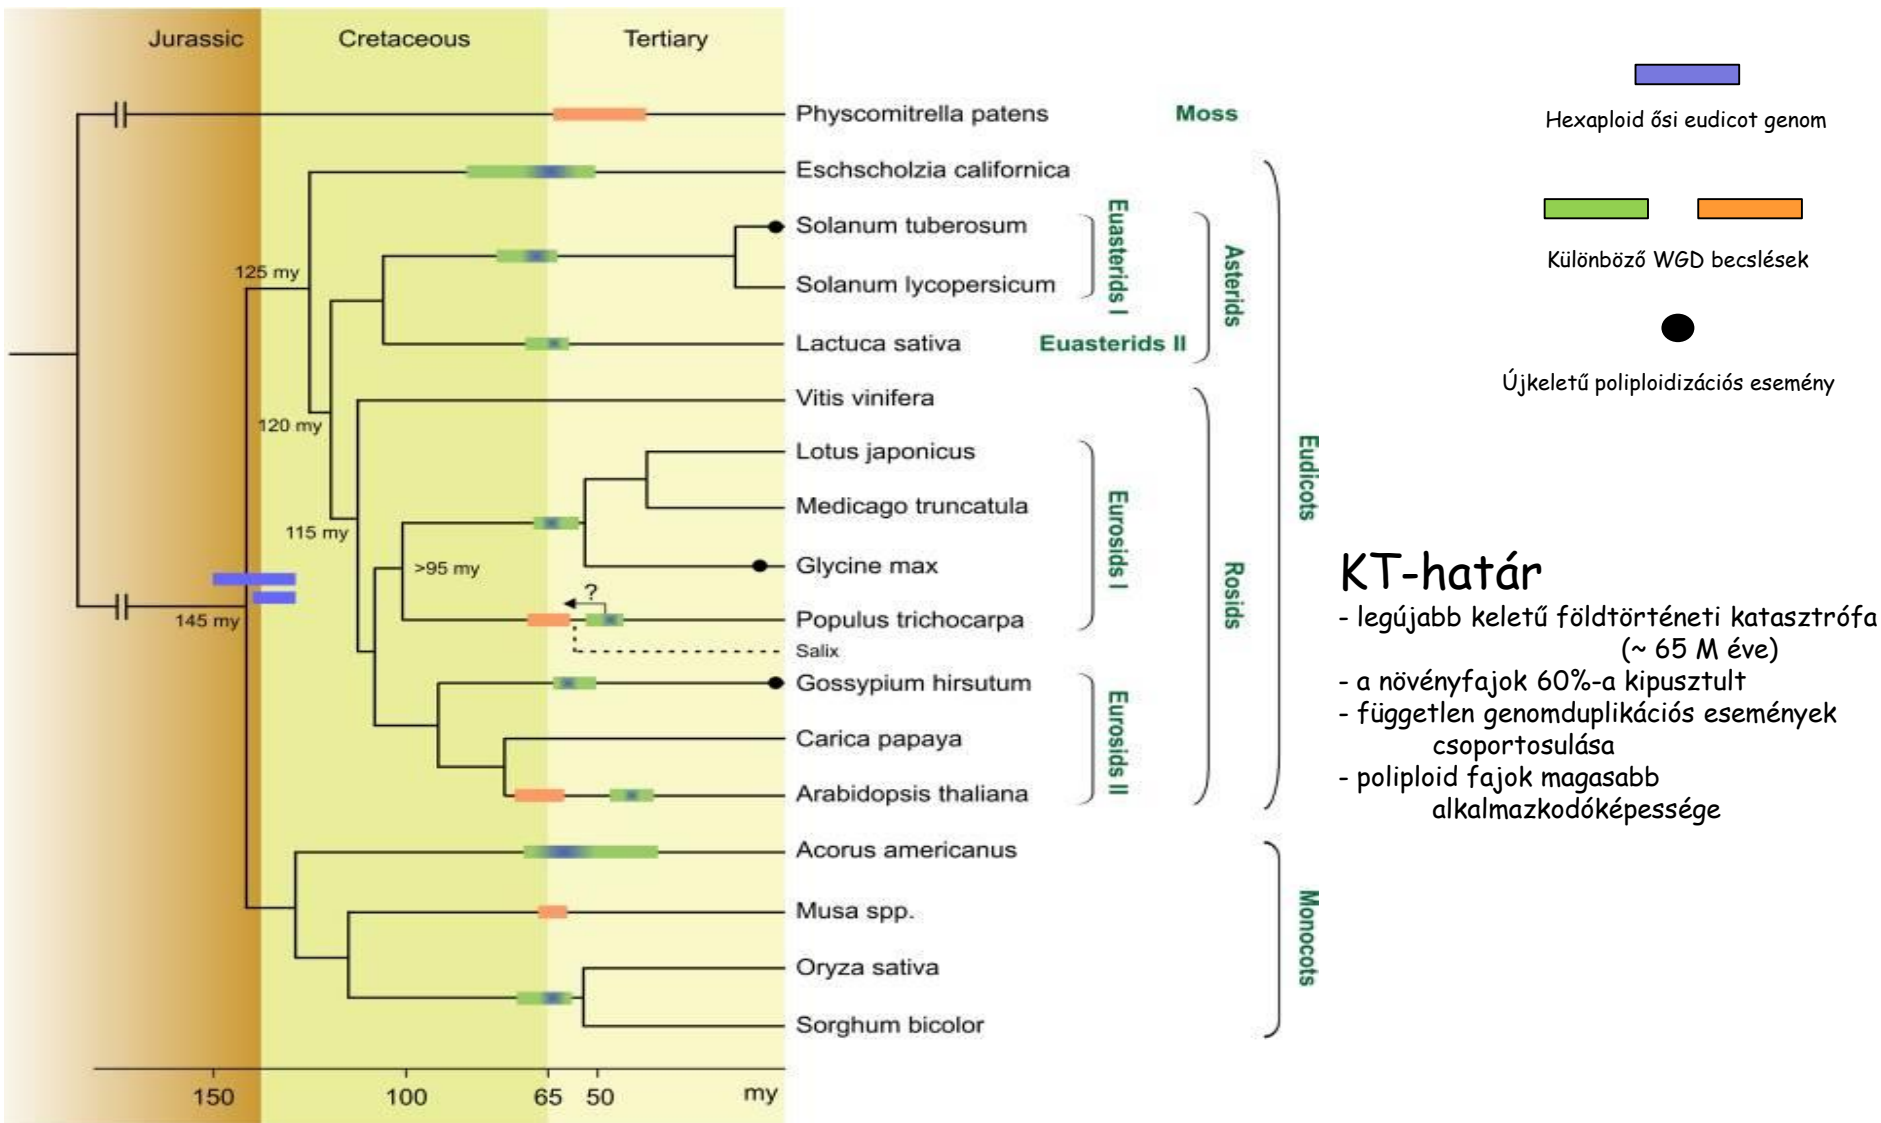 Jurassic
Cretaceous
Tertiary
Physcomitrella patens
Moss
Eschscholzia californica
Solanum tuberosum
Solanum lycopersicum
Euasterids I
Asterids
Lactuca sativa
Euasterids II
Vitis vinifera
Lotus japonicus
Medicago truncatula
Eurosids I
Glycine max
Populus trichocarpa
Salix
Rosids
Eudicots
Gossypium hirsutum
Carica papaya
Eurosids II
Arabidopsis thaliana
Acorus americanus
Musa spp.
Monocots
Oryza sativa
Sorghum bicolor
125 my
120 my
115 my
>95 my
?
145 my
150
100
65
50
my
Hexaploid ősi eudicot genom
Különböző WGD becslések
Újkeletű poliploidizációs esemény
KT-határ
- legújabb keletű földtörténeti katasztrófa
(~ 65 M éve)
- a növényfajok 60%-a kipusztult
- független genomduplikációs események
csoportosulása
- poliploid fajok magasabb
alkalmazkodóképessége